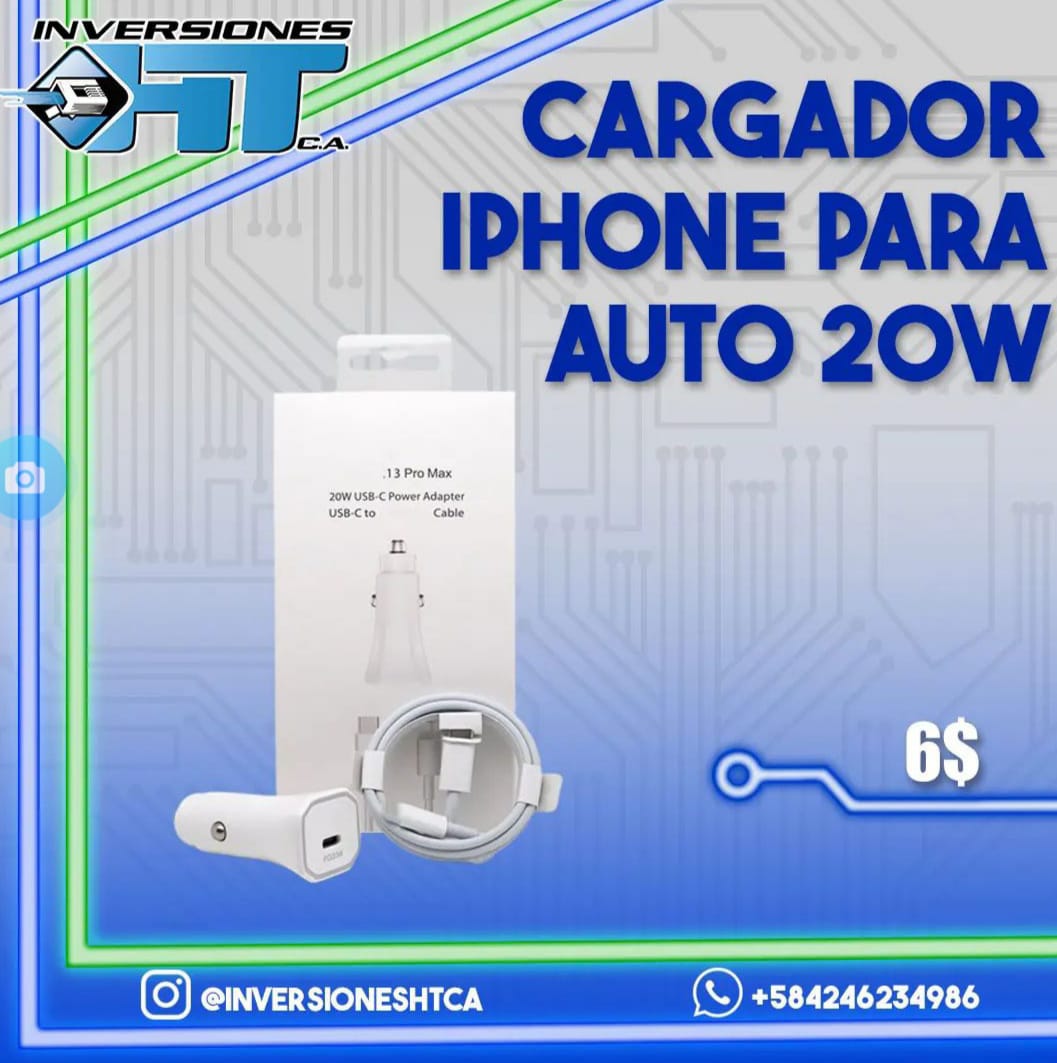 INVERSIONES
HT
C.A.
CARGADOR
IPHONE PARA
AUTO 20W
.13 Pro Max
20W USB-C Power Adapter
USB-C to Cable
6$
@INVERSIONESHTCA
+584246234986